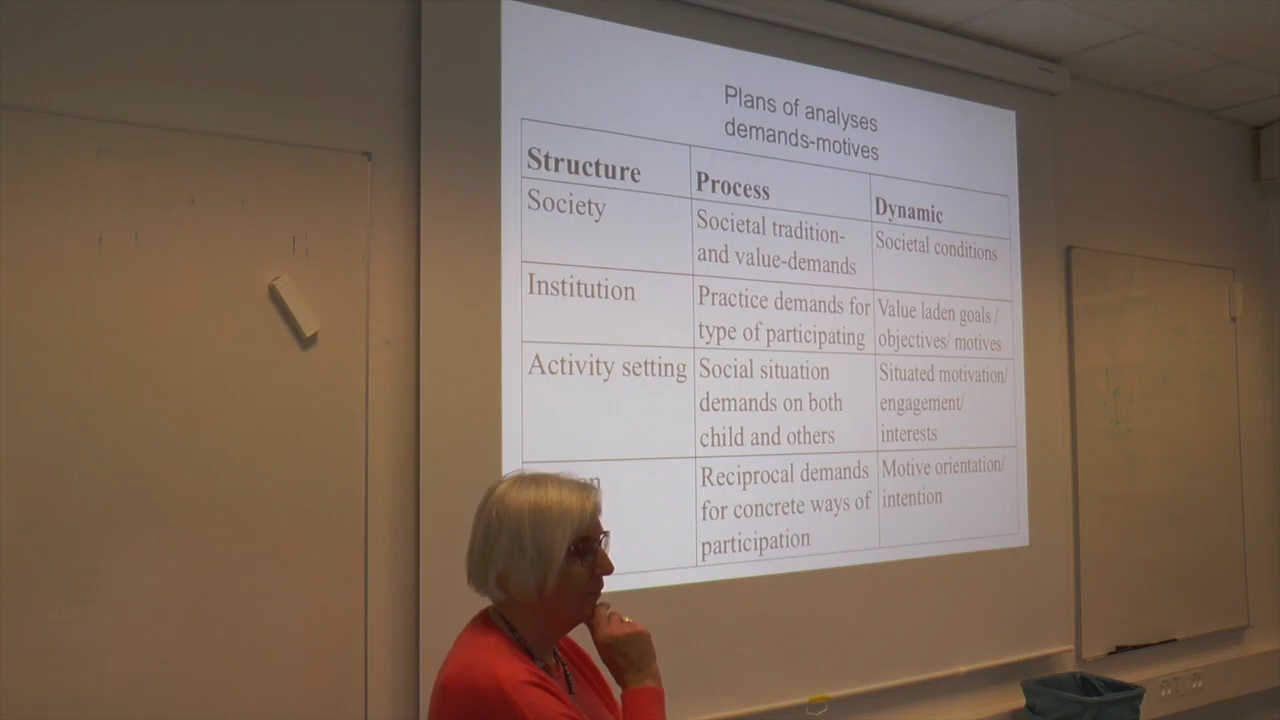 Plans of analyses
demands-motives
Structure
Process
Dynamic
Society
Societal tradition-
and value-demands
Societal conditions
Institution
Practice demands for
type of participating
Value laden goals /
objectives/ motives
Activity setting
Social situation
demands on both
child and others
Situated motivation/
engagement/
interests
Reciprocal demands
for concrete ways of
participation
Motive orientation/
intention